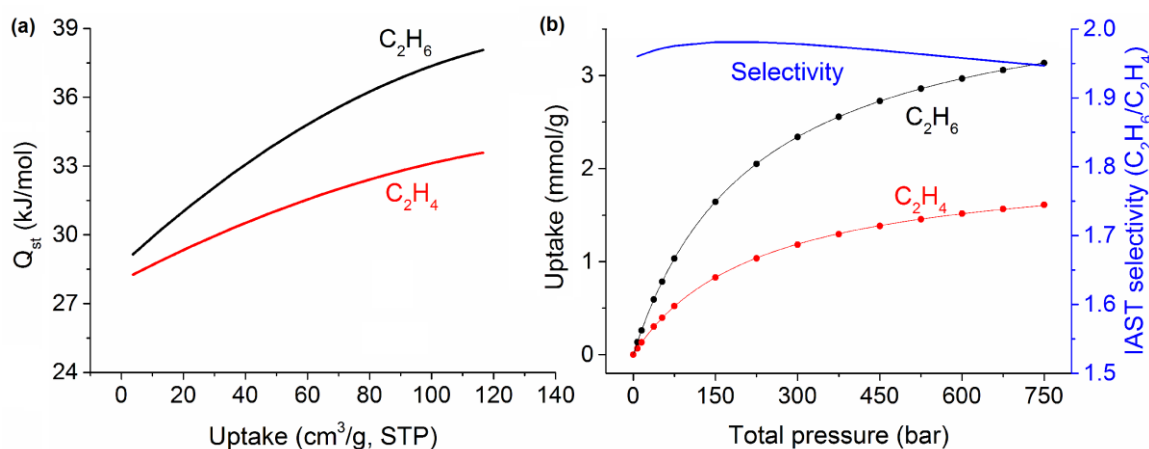 (a)
39
36
33
30
27
24
Q_st (kJ/mol)
C₂H₆
C₂H₄
0 20 40 60 80 100 120 140
Uptake (cm³/g, STP)
(b)
3
2
1
0
Uptake (mmol/g)
Selectivity
C₂H₆
C₂H₄
0 150 300 450 600 750
Total pressure (bar)
2.0
1.9
1.8
1.7
1.6
1.5
IAST selectivity (C₂H₆/C₂H₄)